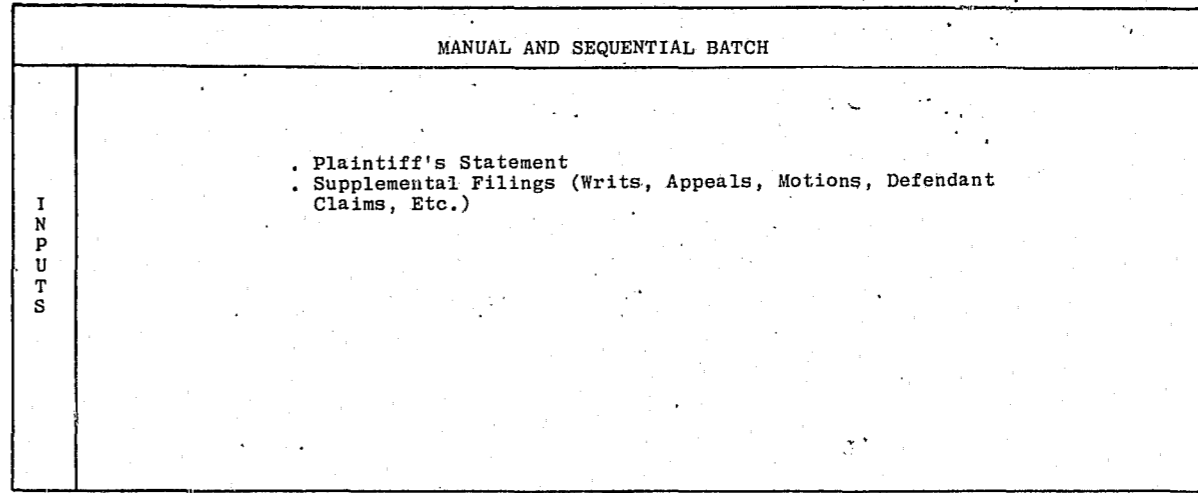 MANUAL AND SEQUENTIAL BATCH
. Plaintiff's Statement
. Supplemental Filings (Writs, Appeals, Motions, Defendant
Claims, Etc.)
INPUTS